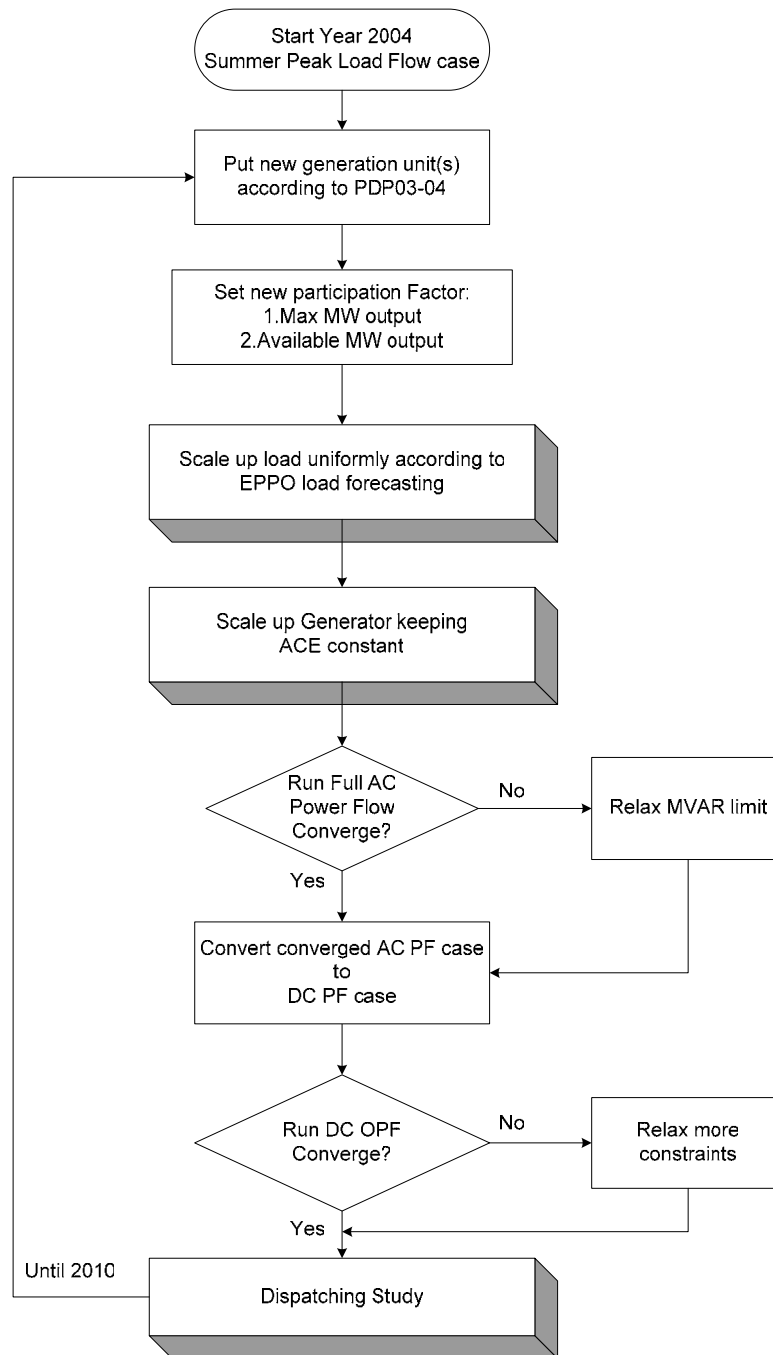 Start Year 2004
Summer Peak Load Flow case
Put new generation unit(s)
according to PDP03-04
Set new participation Factor:
1.Max MW output
2.Available MW output
Scale up load uniformly according to
EPPO load forecasting
Scale up Generator keeping
ACE constant
Run Full AC
Power Flow
Converge?
No
Relax MVAR limit
Yes
Convert converged AC PF case
to
DC PF case
Run DC OPF
Converge?
No
Relax more
constraints
Yes
Until 2010
Dispatching Study